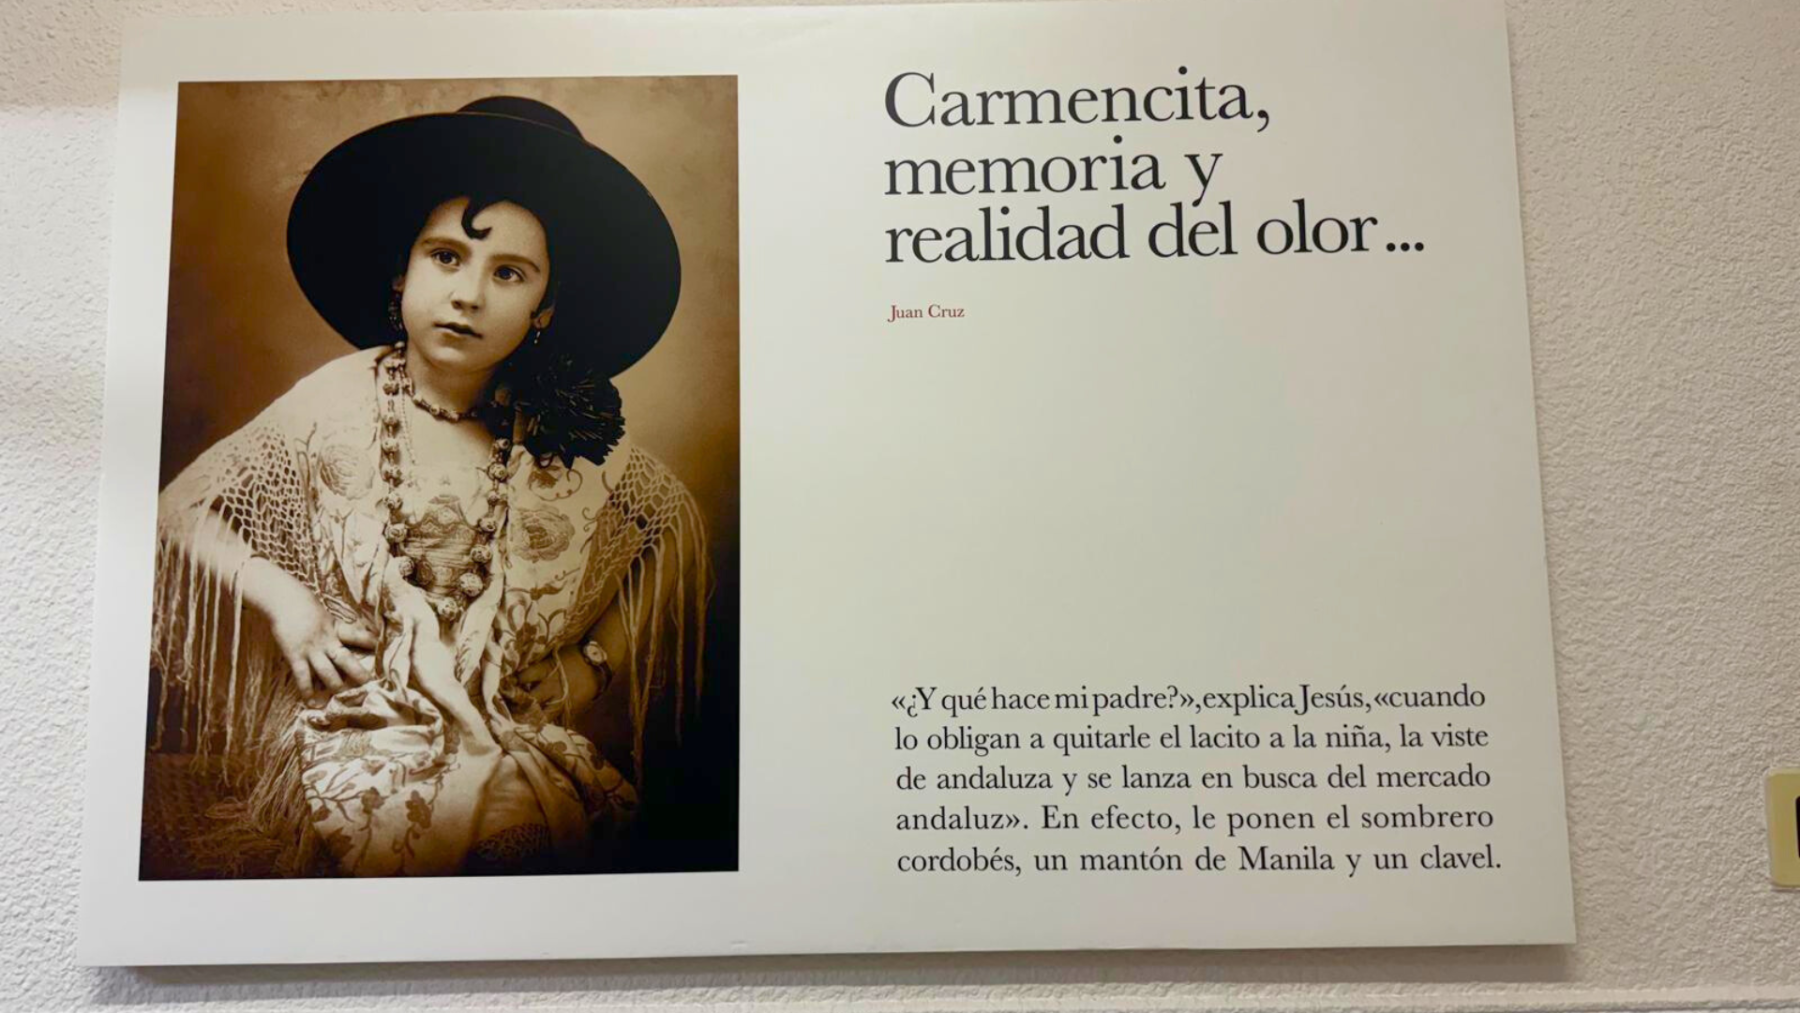 Carmencita,
memoria y
realidad del olor...
Juan Cruz
«¿Y qué hace mi padre?», explica Jesús, «cuando
lo obligan a quitarle el lacito a la niña, la viste
de andaluza y se lanza en busca del mercado
andaluz». En efecto, le ponen el sombrero
cordobés, un mantón de Manila y un clavel.